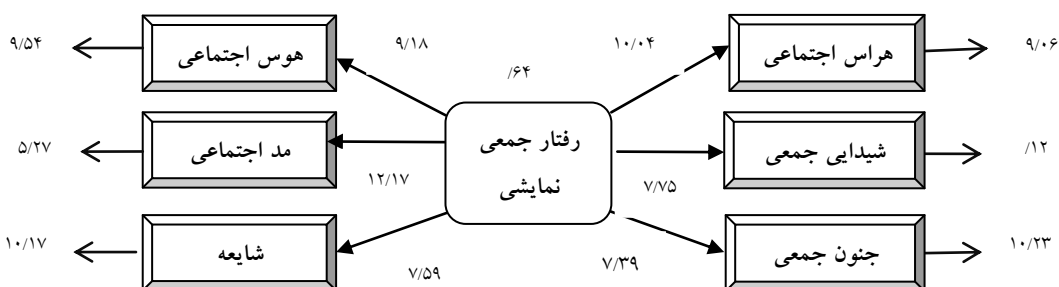 ۹/۰۶
هراس اجتماعی
۱۰/۰۴
/۶۴
۹/۱۸
هوس اجتماعی
۹/۵۴
رفتار جمعی
نمایشی
/۱۲
شیدایی جمعی
۷/۷۵
۱۲/۱۷
مد اجتماعی
۵/۲۷
۱۰/۲۳
جنون جمعی
۷/۳۹
۷/۵۹
شایعه
۱۰/۱۷